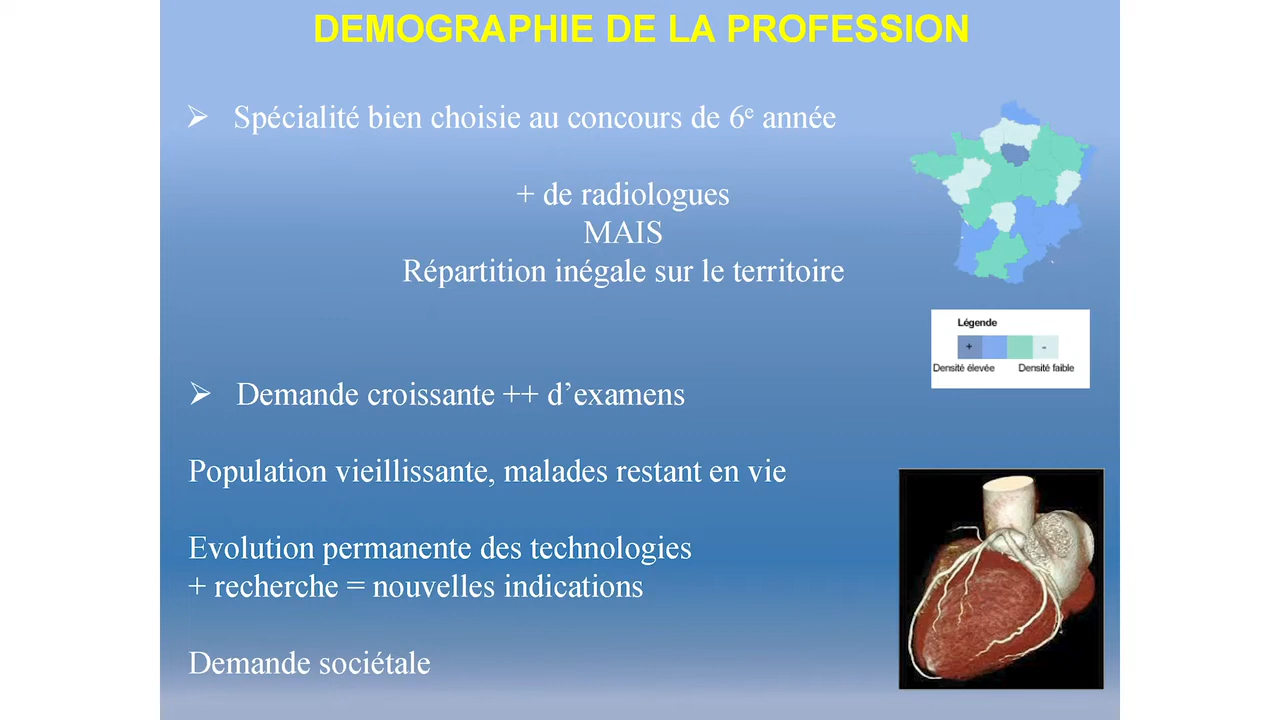 DEMOGRAPHIE DE LA PROFESSION
➢ Spécialité bien choisie au concours de 6e année
+ de radiologues
MAIS
Répartition inégale sur le territoire
Légende
+ -
Densité élevée Densité faible
➢ Demande croissante ++ d’examens
Population vieillissante, malades restant en vie
Evolution permanente des technologies
+ recherche = nouvelles indications
Demande sociétale